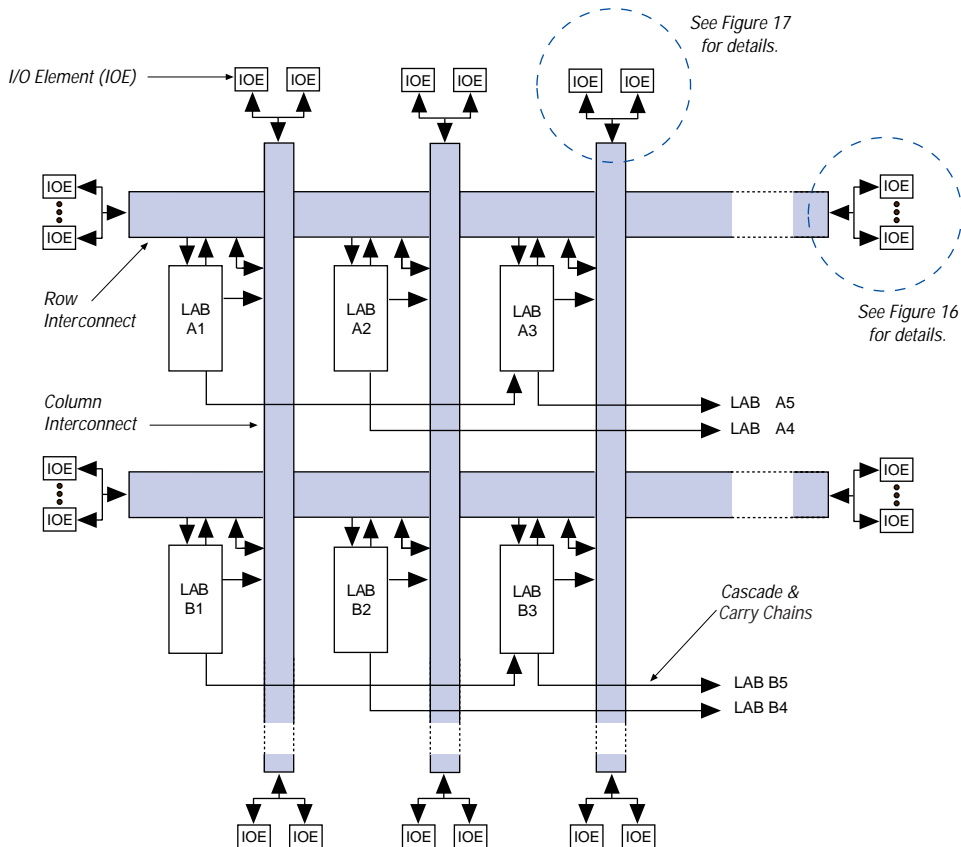 See Figure 17
for details.
I/O Element (IOE)
IOE IOE IOE IOE IOE IOE
IOE
IOE
IOE
IOE
Row
Interconnect
LAB
A1
LAB
A2
LAB
A3
See Figure 16
for details.
Column
Interconnect
LAB A5
LAB A4
IOE
IOE
IOE
IOE
LAB
B1
LAB
B2
LAB
B3
Cascade &
Carry Chains
LAB B5
LAB B4
IOE IOE IOE IOE IOE IOE